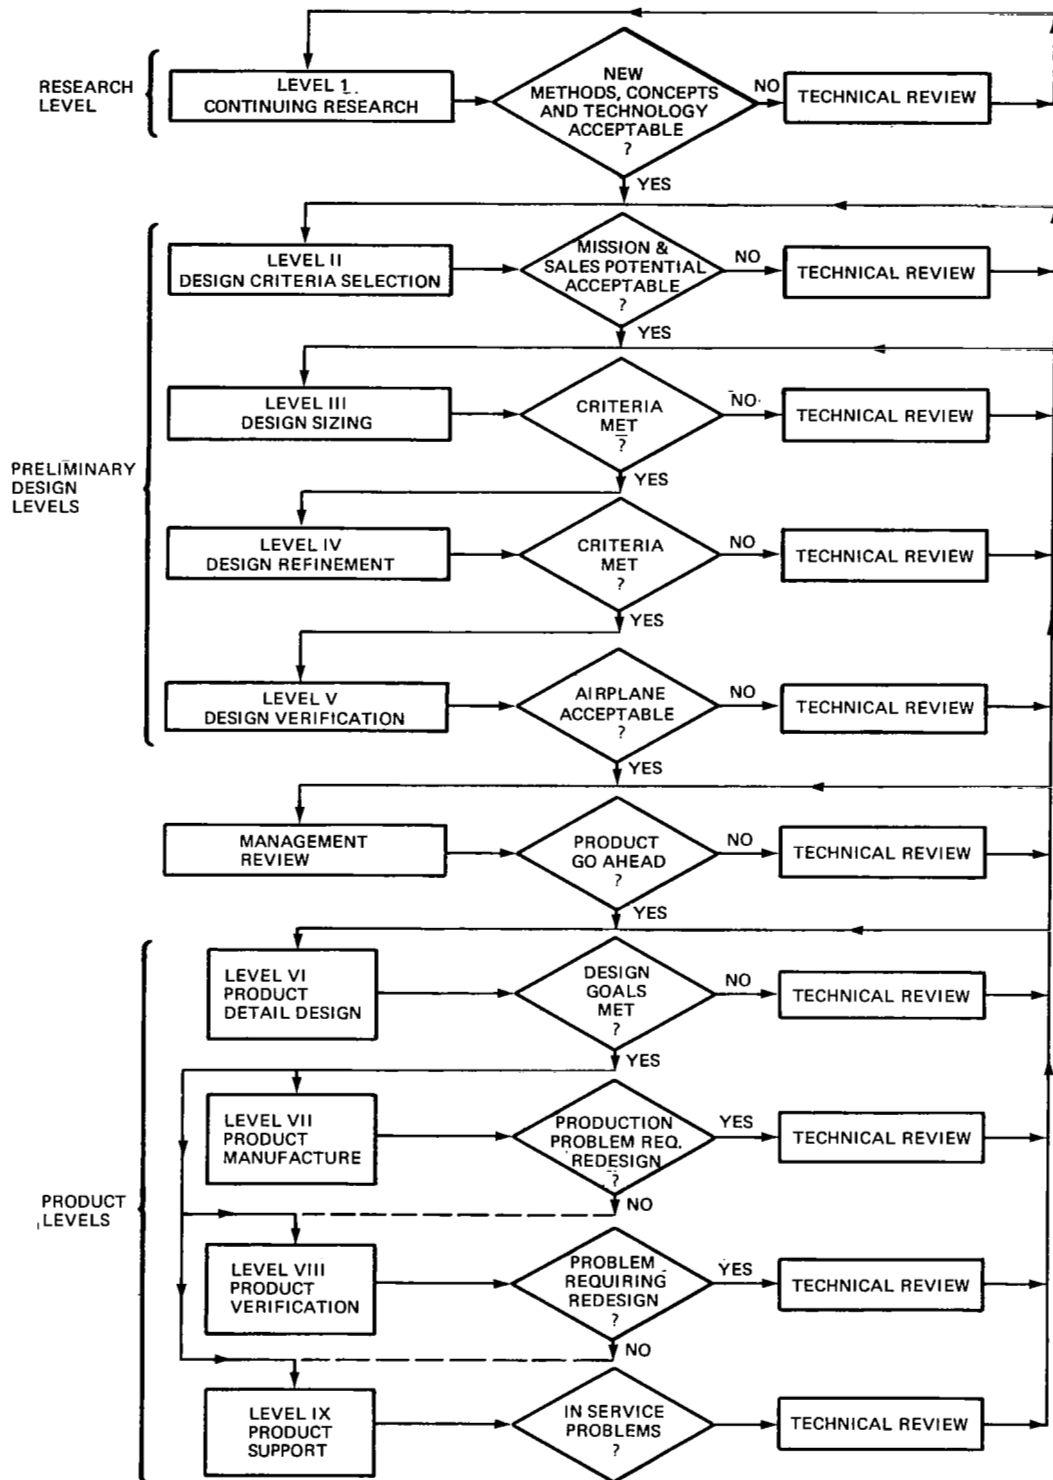 RESEARCH
LEVEL
LEVEL 1
CONTINUING RESEARCH
NEW
METHODS, CONCEPTS
AND TECHNOLOGY
ACCEPTABLE
?
NO
TECHNICAL REVIEW
YES
PRELIMINARY
DESIGN
LEVELS
LEVEL II
DESIGN CRITERIA SELECTION
MISSION &
SALES POTENTIAL
ACCEPTABLE
?
NO
TECHNICAL REVIEW
YES
LEVEL III
DESIGN SIZING
CRITERIA
MET
?
NO
TECHNICAL REVIEW
YES
LEVEL IV
DESIGN REFINEMENT
CRITERIA
MET
?
NO
TECHNICAL REVIEW
YES
LEVEL V
DESIGN VERIFICATION
AIRPLANE
ACCEPTABLE
?
NO
TECHNICAL REVIEW
YES
MANAGEMENT
REVIEW
PRODUCT
GO AHEAD
?
NO
TECHNICAL REVIEW
YES
PRODUCT
LEVELS
LEVEL VI
PRODUCT
DETAIL DESIGN
DESIGN
GOALS
MET
?
NO
TECHNICAL REVIEW
YES
LEVEL VII
PRODUCT
MANUFACTURE
PRODUCTION
PROBLEM REQ.
REDESIGN
?
YES
TECHNICAL REVIEW
NO
LEVEL VIII
PRODUCT
VERIFICATION
PROBLEM
REQUIRING
REDESIGN
?
YES
TECHNICAL REVIEW
NO
LEVEL IX
PRODUCT
SUPPORT
IN SERVICE
PROBLEMS
?
TECHNICAL REVIEW